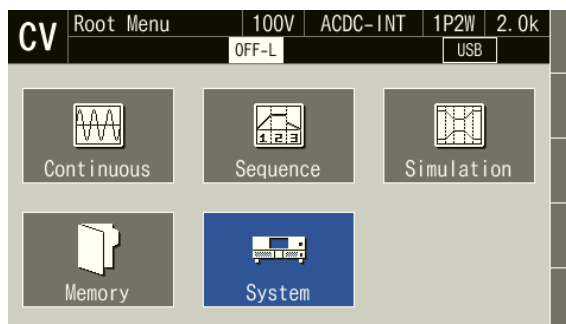 CV Root Menu 100V ACDC-INT 1P2W 2.0k
OFF-L USB
1 2 3
Continuous Sequence Simulation
Memory System